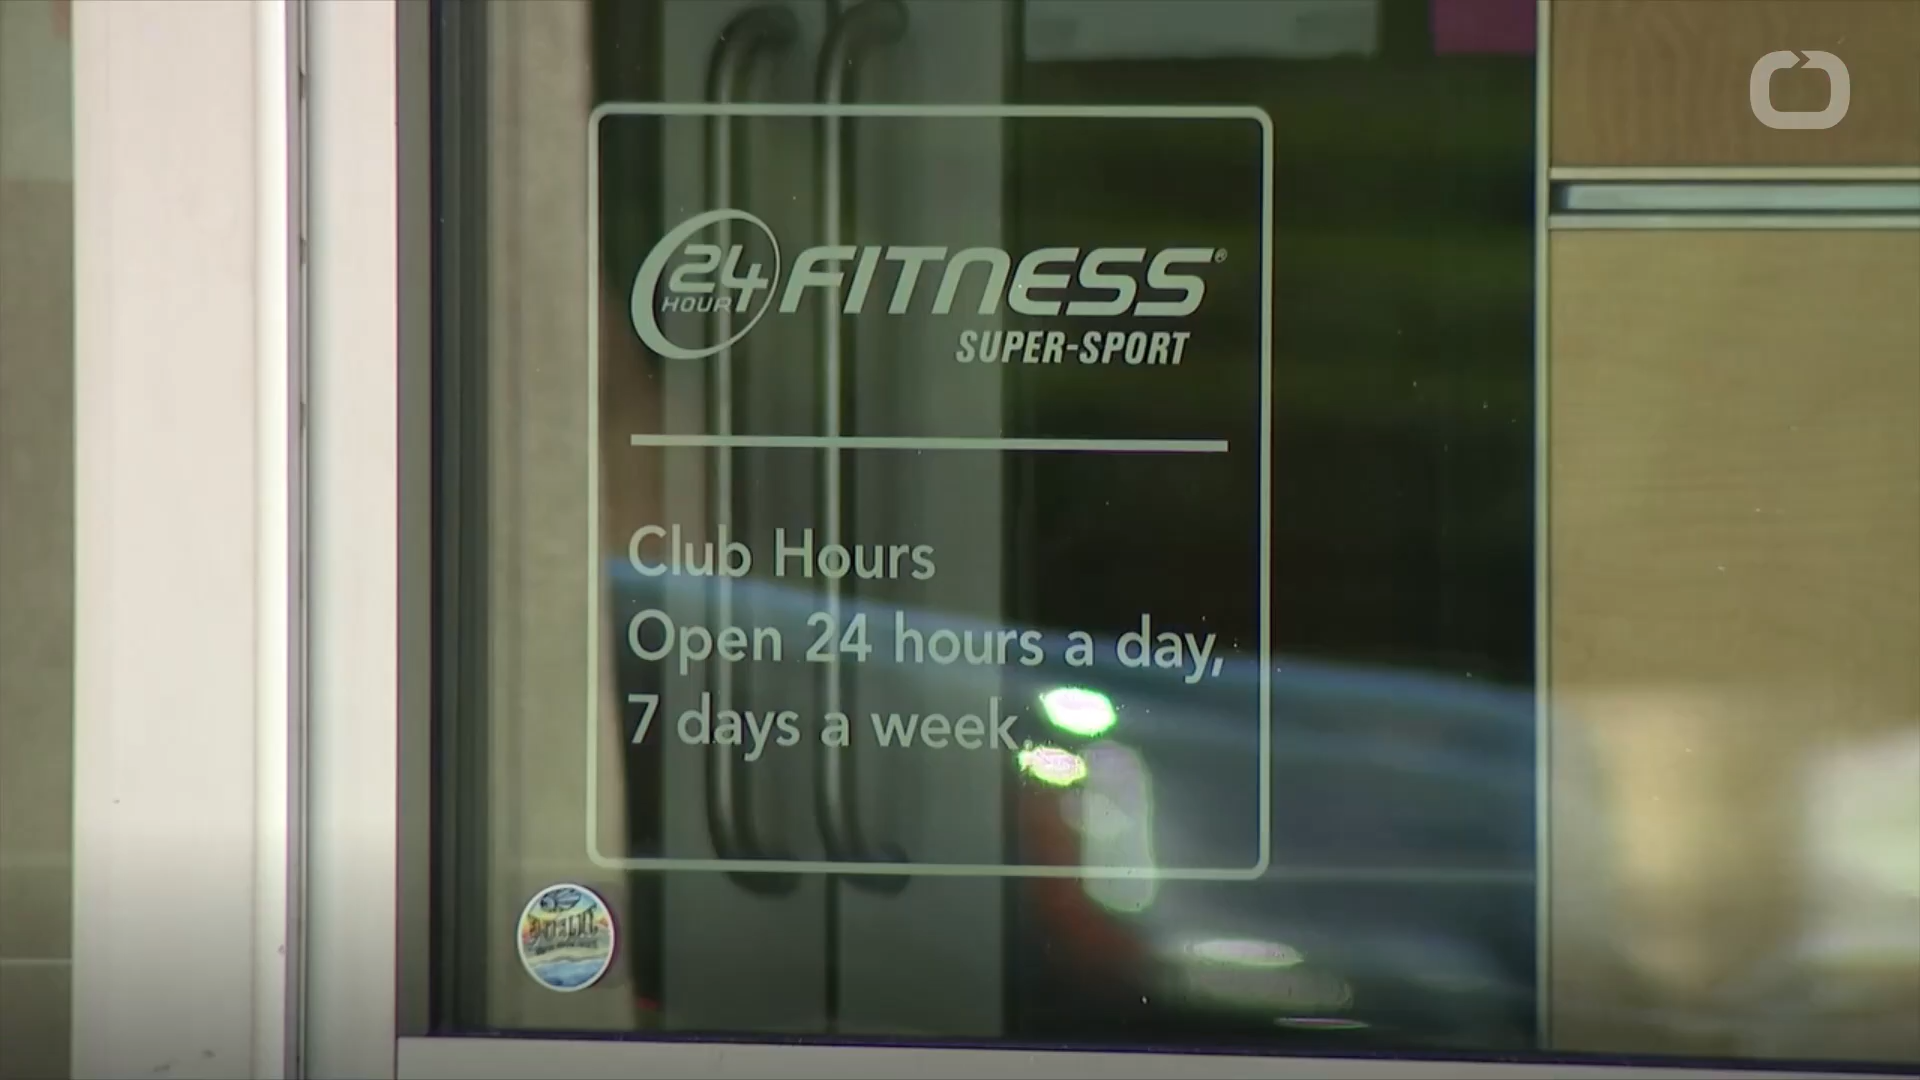 24
HOUR
FITNESS®
SUPER-SPORT
Club Hours
Open 24 hours a day,
7 days a week.